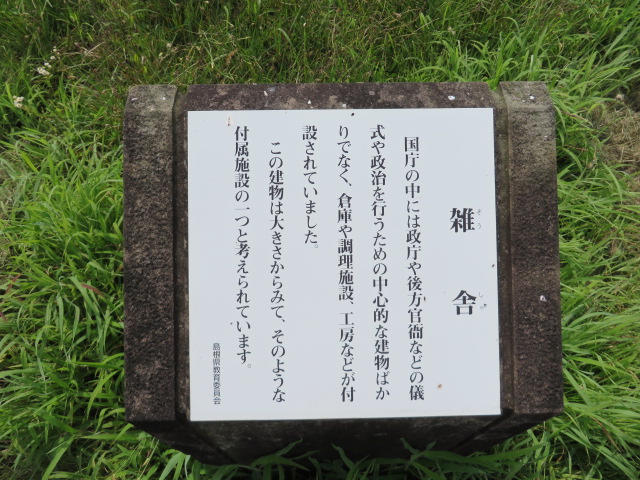 雑舎
ぞうしゃ
国庁の中には政庁や後方官衙などの儀
式や政治を行うための中心的な建物ばか
りでなく、倉庫や調理施設、工房などが付
設されていました。
この建物は大きさからみて、そのような
付属施設の一つと考えられています。
島根県教育委員会